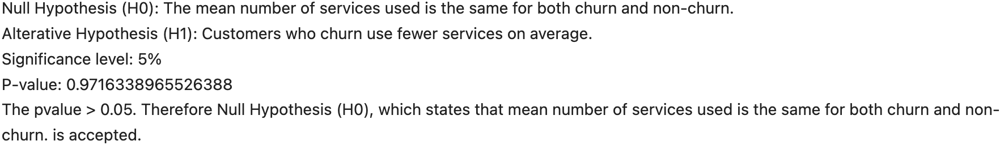 Null Hypothesis (H0): The mean number of services used is the same for both churn and non-churn.
Alterative Hypothesis (H1): Customers who churn use fewer services on average.
Significance level: 5%
P-value: 0.9716338965526388
The pvalue > 0.05. Therefore Null Hypothesis (H0), which states that mean number of services used is the same for both churn and non-
churn. is accepted.